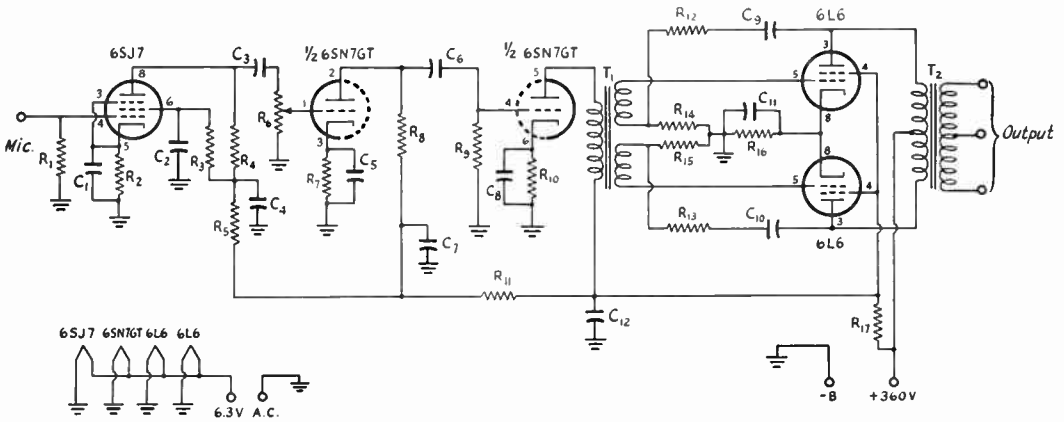 6SJ7
½ 6SN7GT
½ 6SN7GT
6L6
6L6
Mic.
R1
R2
R3
R4
R5
R6
R7
R8
R9
R10
R11
R12
R13
R14
R15
R16
R17
C1
C2
C3
C4
C5
C6
C7
C8
C9
C10
C11
C12
T1
T2
8
3
4
6
5
2
1
3
5
4
6
3
5
4
8
8
5
4
3
Output
6SJ7 6SN7GT 6L6 6L6
6.3V A.C.
-B
+360V